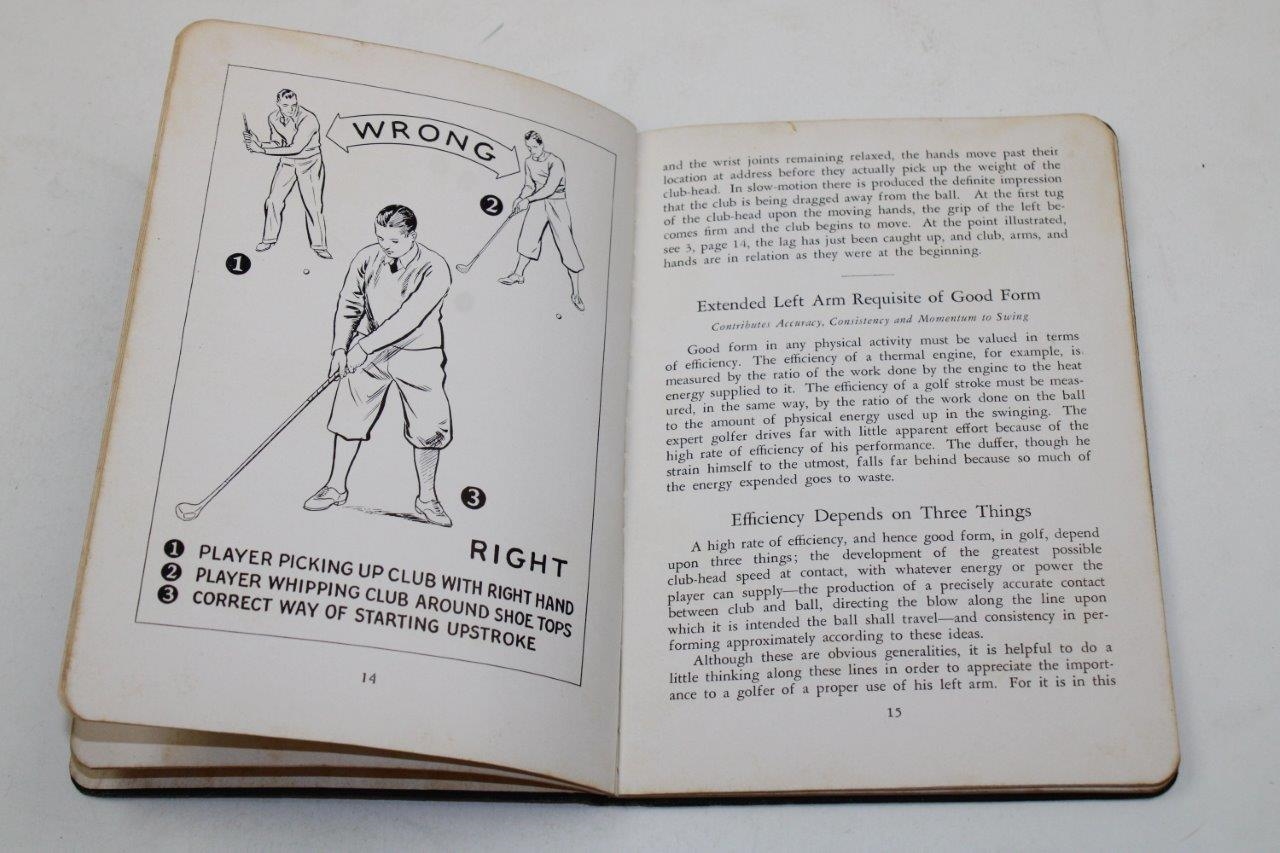 WRONG
1
2
3
RIGHT
1 PLAYER PICKING UP CLUB WITH RIGHT HAND
2 PLAYER WHIPPING CLUB AROUND SHOE TOPS
3 CORRECT WAY OF STARTING UPSTROKE
14
and the wrist joints remaining relaxed, the hands move past their
location at address before they actually pick up the weight of the
club-head. In slow-motion there is produced the definite impression
that the club is being dragged away from the ball. At the first tug
of the club-head upon the moving hands, the grip of the left be-
comes firm and the club begins to move. At the point illustrated,
see 3, page 14, the lag has just been caught up, and club, arms, and
hands are in relation as they were at the beginning.
Extended Left Arm Requisite of Good Form
Contributes Accuracy, Consistency and Momentum to Swing
Good form in any physical activity must be valued in terms
of efficiency. The efficiency of a thermal engine, for example, is
measured by the ratio of the work done by the engine to the heat
energy supplied to it. The efficiency of a golf stroke must be meas-
ured, in the same way, by the ratio of the work done on the ball
to the amount of physical energy used up in the swinging. The
expert golfer drives far with little apparent effort because of the
high rate of efficiency of his performance. The duffer, though he
strain himself to the utmost, falls far behind because so much of
the energy expended goes to waste.
Efficiency Depends on Three Things
A high rate of efficiency, and hence good form, in golf, depend
upon three things; the development of the greatest possible
club-head speed at contact, with whatever energy or power the
player can supply—the production of a precisely accurate contact
between club and ball, directing the blow along the line upon
which it is intended the ball shall travel—and consistency in per-
forming approximately according to these ideas.
Although these are obvious generalities, it is helpful to do a
little thinking along these lines in order to appreciate the import-
ance to a golfer of a proper use of his left arm. For it is in this
15